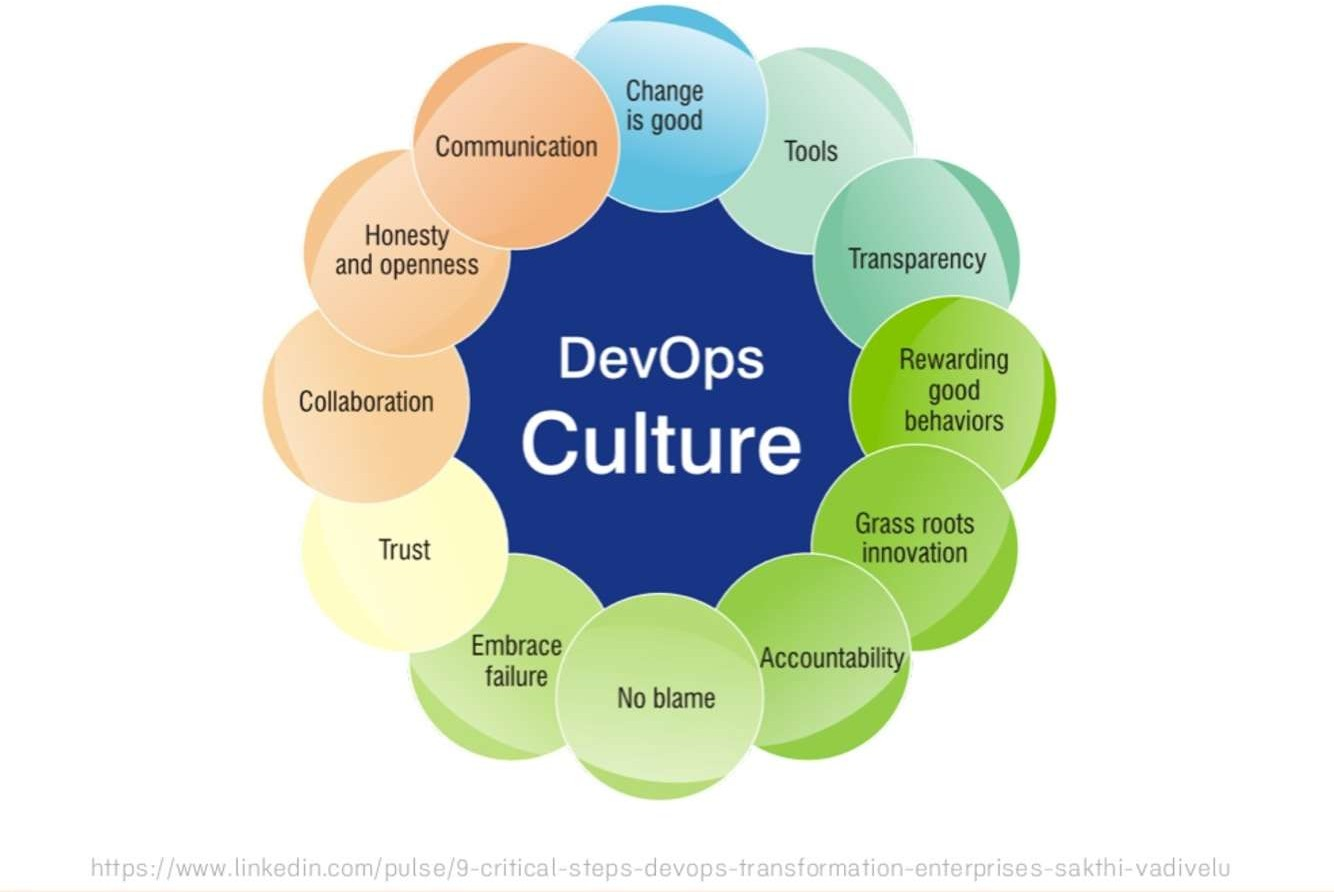 Change
is good
Tools
Transparency
Rewarding
good
behaviors
Grass roots
innovation
Accountability
No blame
Embrace
failure
Trust
Collaboration
Honesty
and openness
Communication
DevOps
Culture
https://www.linkedin.com/pulse/9-critical-steps-devops-transformation-enterprises-sakthi-vadivelu